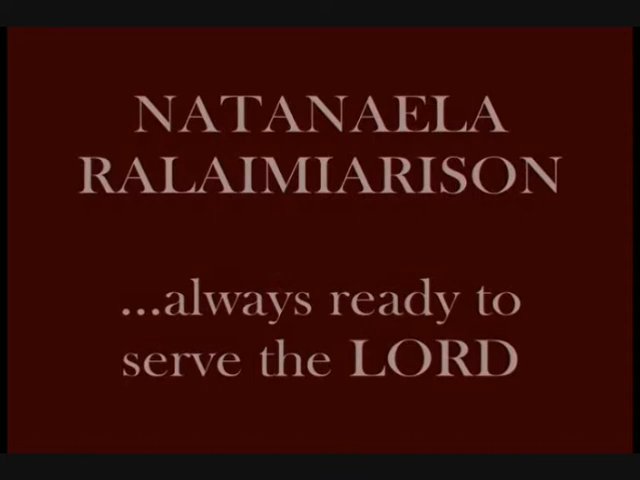 NATANAELA
RALAIMIARISON
...always ready to
serve the LORD